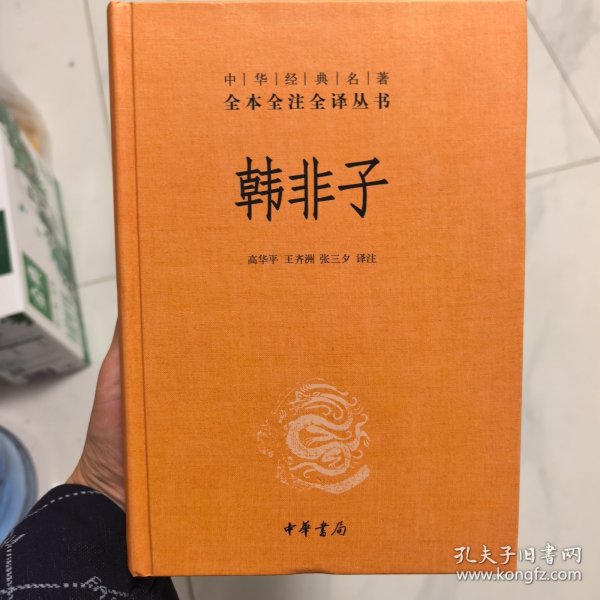 中|华|经|典|名|著
全本全注全译丛书
韩非子
高华平 王齐洲 张三夕 译注
中華書局
孔夫子旧书网
www.kongfz.com